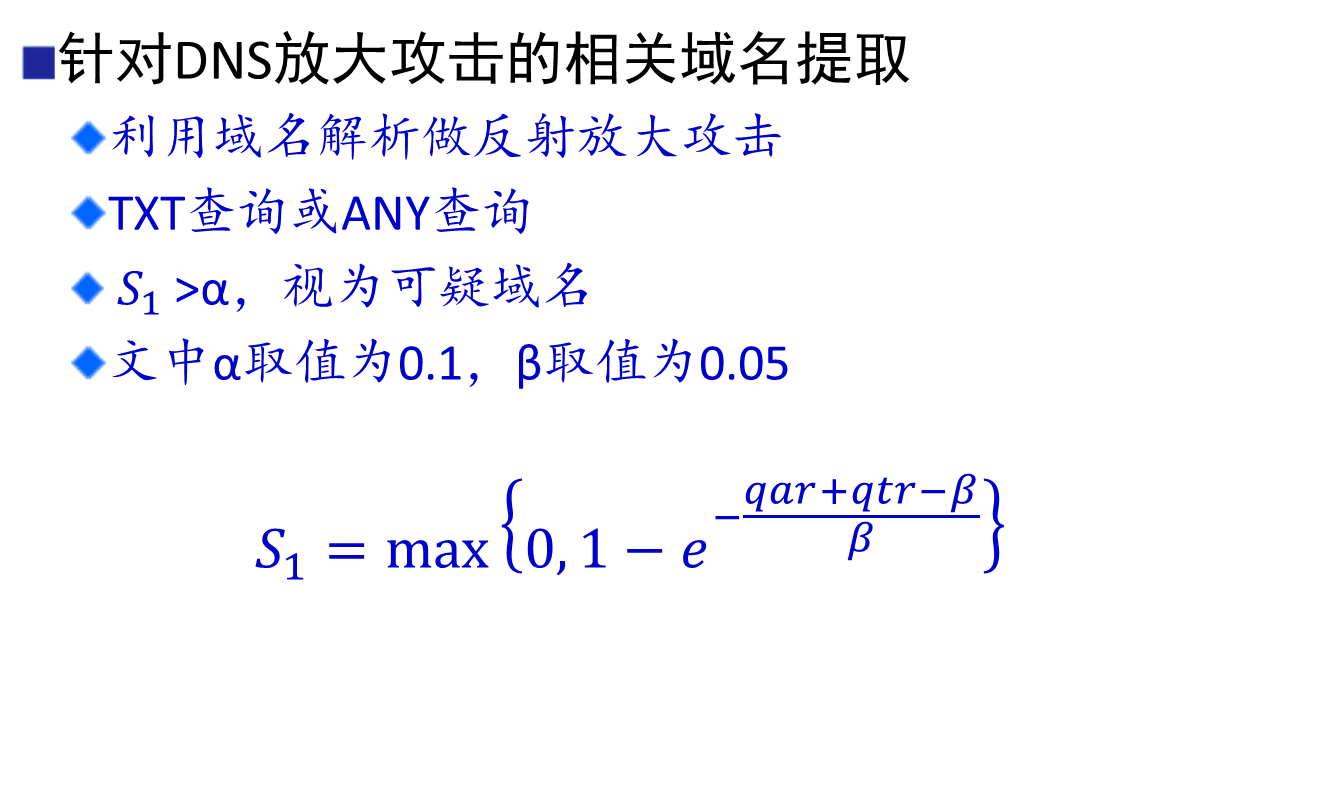 针对DNS放大攻击的相关域名提取
利用域名解析做反射放大攻击
TXT查询或ANY查询
S₁ >α，视为可疑域名
文中α取值为0.1，β取值为0.05
S₁ = max{0, 1 − e^(−(qar+qtr−β)/β)}